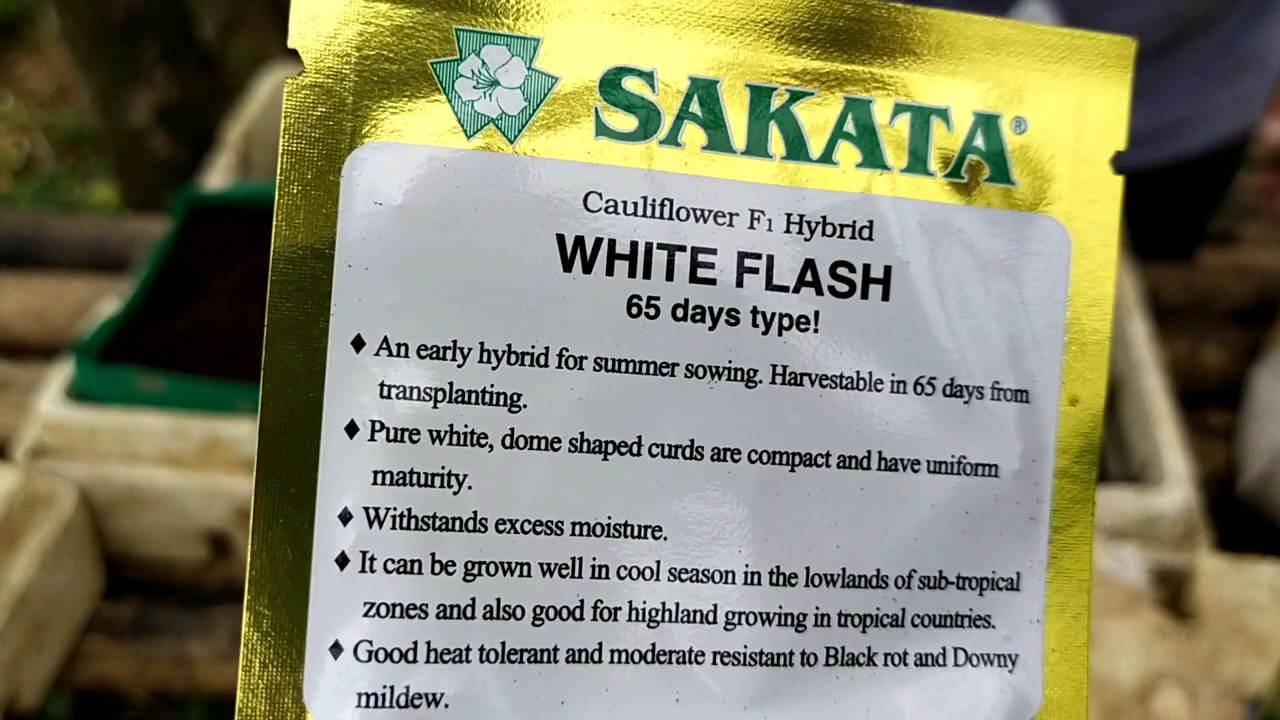 SAKATA®
Cauliflower F1 Hybrid
WHITE FLASH
65 days type!
♦ An early hybrid for summer sowing. Harvestable in 65 days from
transplanting.
♦ Pure white, dome shaped curds are compact and have uniform
maturity.
♦ Withstands excess moisture.
♦ It can be grown well in cool season in the lowlands of sub-tropical
zones and also good for highland growing in tropical countries.
♦ Good heat tolerant and moderate resistant to Black rot and Downy
mildew.